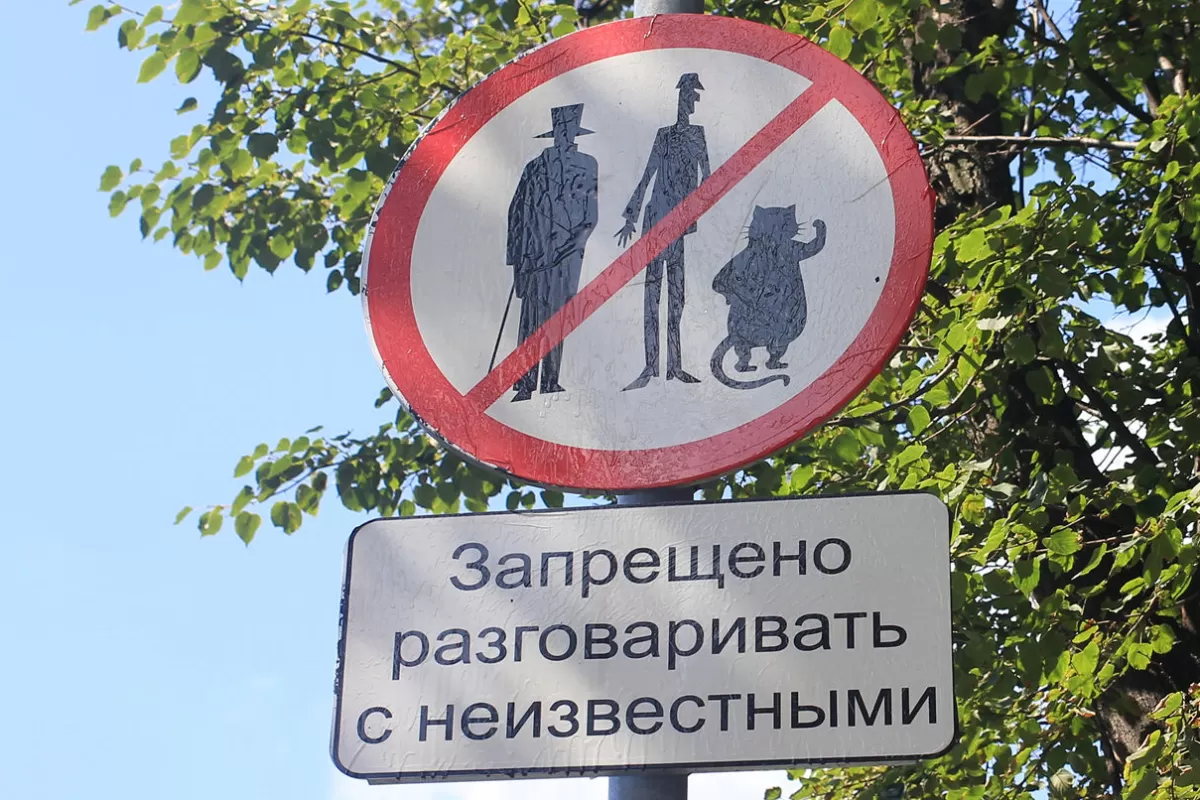 Запрещено
разговаривать
с неизвестными